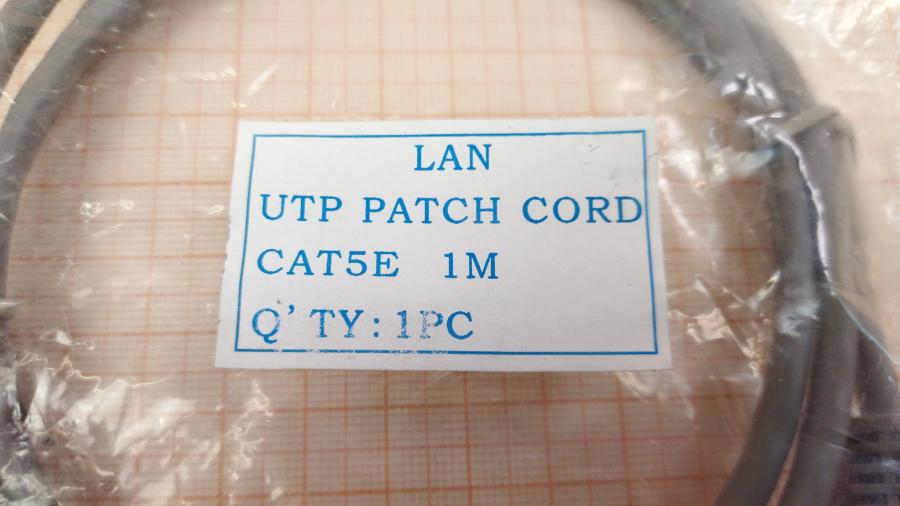 LAN
UTP PATCH CORD
CAT5E 1M
Q'TY: 1PC